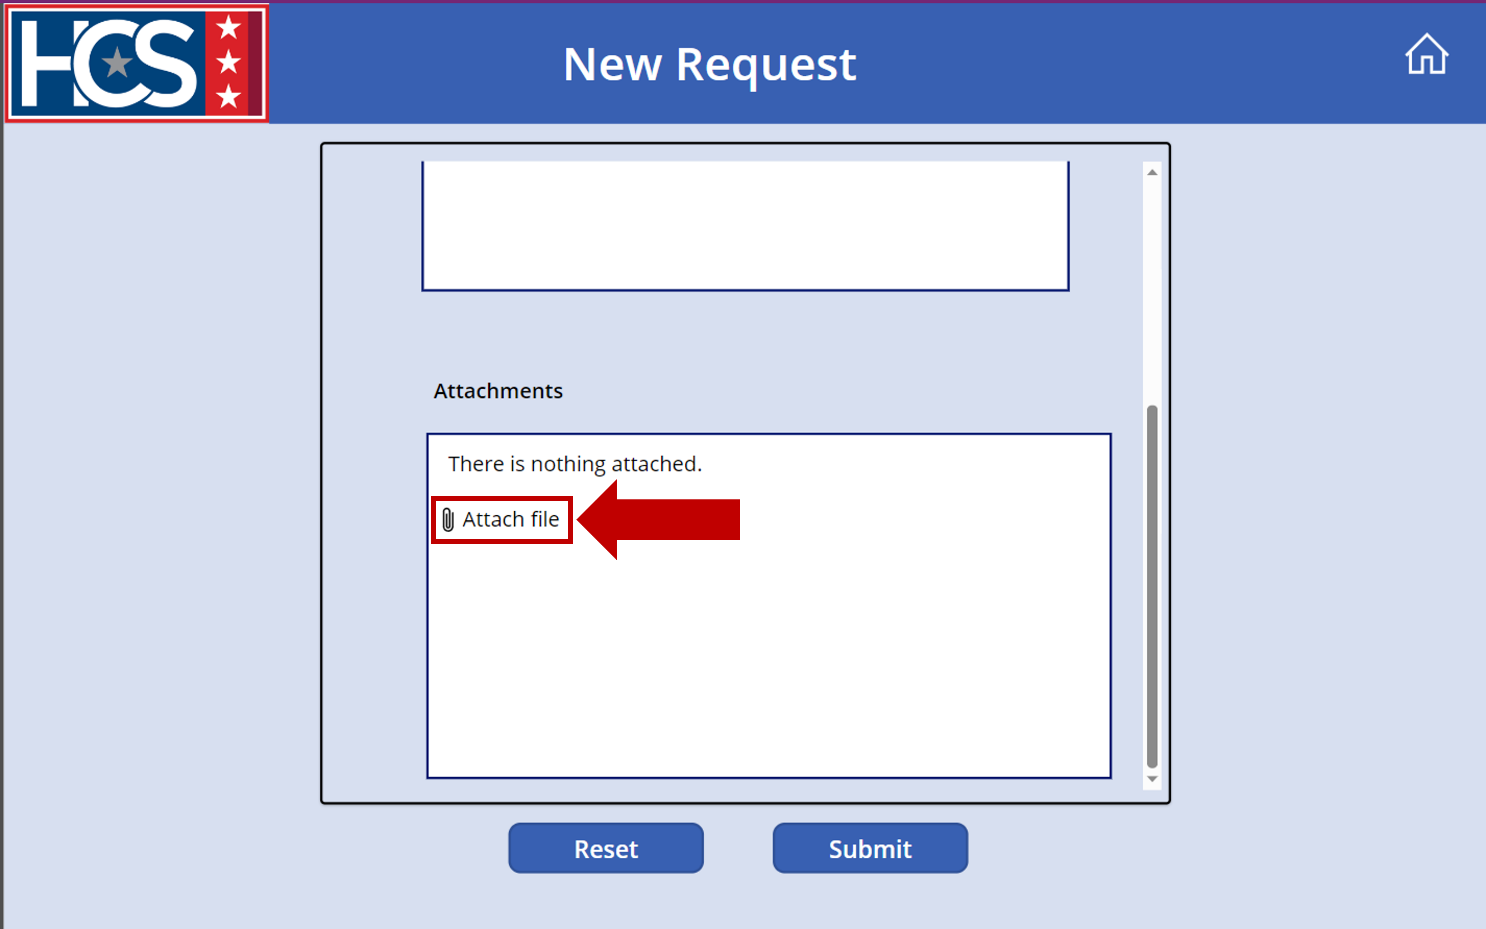 HCS
New Request
Attachments
There is nothing attached.
Attach file
Reset
Submit